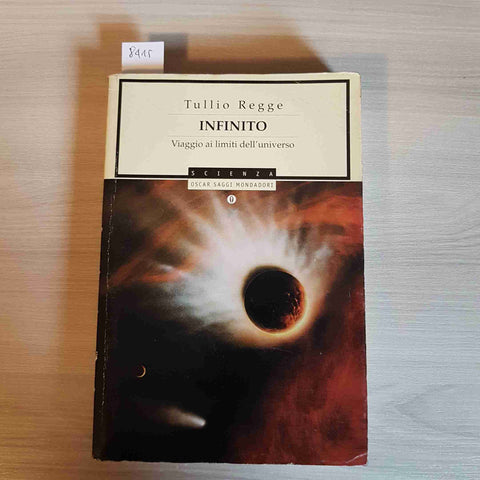 8415
Tullio Regge
INFINITO
Viaggio ai limiti dell'universo
SCIENZA
OSCAR SAGGI MONDADORI